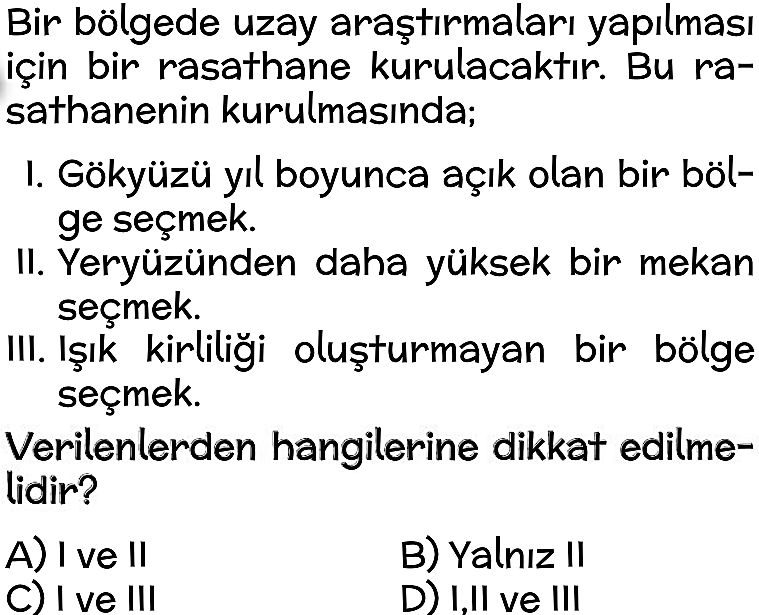 Bir bölgede uzay araştırmaları yapılması
için bir rasathane kurulacaktır. Bu ra-
sathanenin kurulmasında;
I. Gökyüzü yıl boyunca açık olan bir böl-
ge seçmek.
II. Yeryüzünden daha yüksek bir mekan
seçmek.
III. Işık kirliliği oluşturmayan bir bölge
seçmek.
Verilenlerden hangilerine dikkat edilme-
lidir?
A) I ve II B) Yalnız II
C) I ve III D) I,II ve III